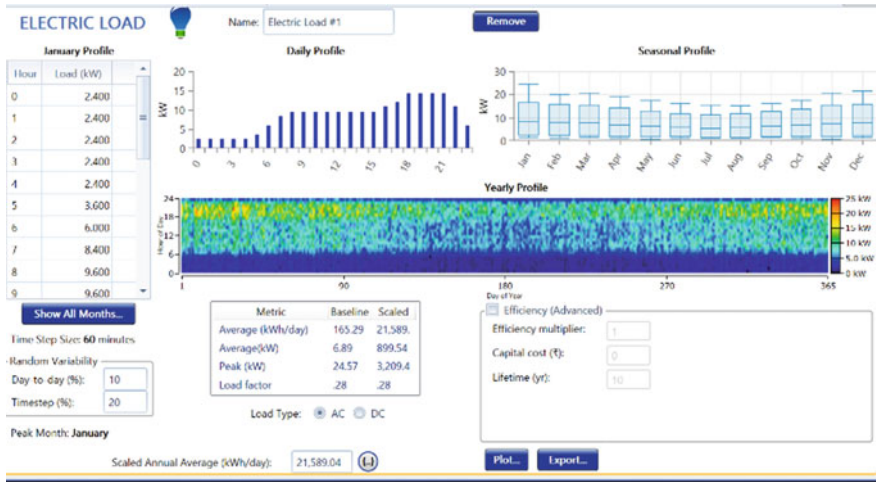 ELECTRIC LOAD
Name: Electric Load #1
Remove
January Profile
Hour Load (kW)
0 2.400
1 2.400
2 2.400
3 2.400
4 2.400
5 3.600
6 6.000
7 8.400
8 9.600
9 9.600
Show All Months...
Time Step Size: 60 minutes
Random Variability
Day-to-day (%): 10
Timestep (%): 20
Peak Month: January
Daily Profile
kW
20
15
10
5
0
0 3 6 9 12 15 18 21
Seasonal Profile
kW
30
20
10
0
Jan Feb Mar Apr May Jun Jul Aug Sep Oct Nov Dec
Yearly Profile
Hour of Day
24
18
12
6
0
1 90 180 270 365
Day of Year
25 kW
20 kW
15 kW
10 kW
5.0 kW
0 kW
Metric Baseline Scaled
Average (kWh/day) 165.29 21,589.
Average(kW) 6.89 899.54
Peak (kW) 24.57 3,209.4
Load factor .28 .28
Load Type: AC DC
Efficiency (Advanced)
Efficiency multiplier: 1
Capital cost (₹): 0
Lifetime (yr): 10
Scaled Annual Average (kWh/day): 21,589.04 {..}
Plot... Export...